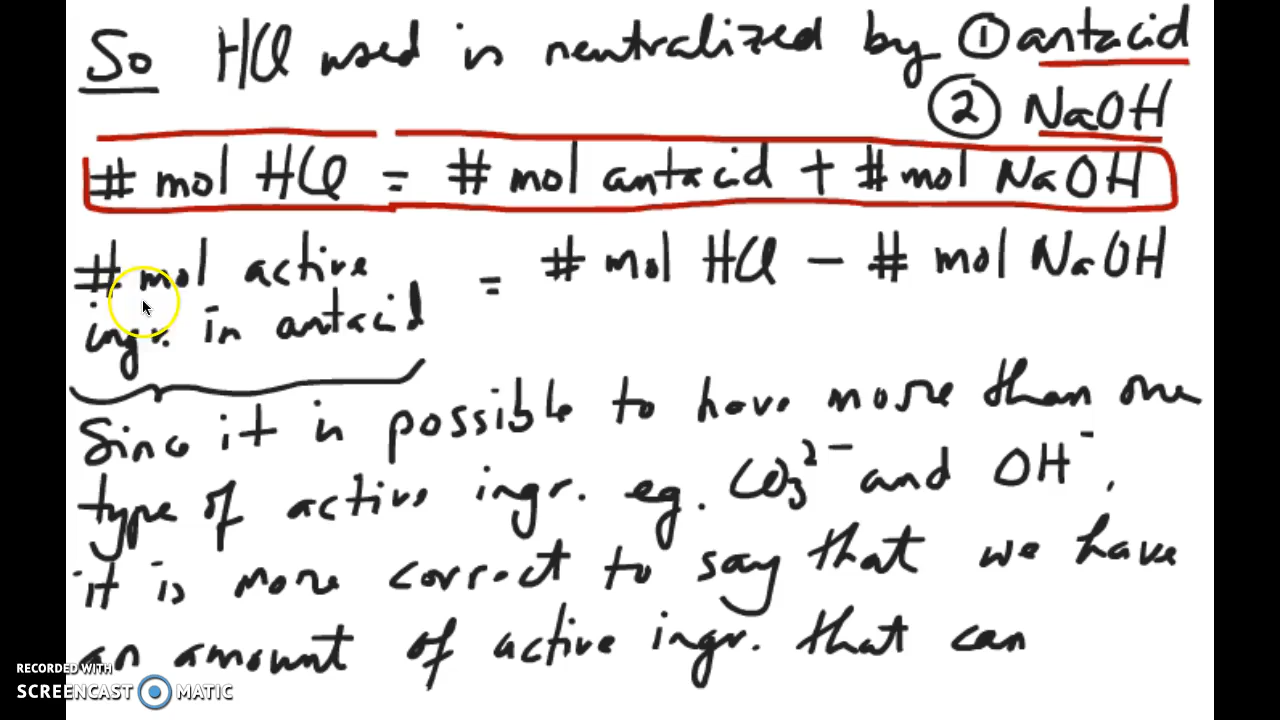 So HCl used is neutralized by ① antacid
② NaOH
# mol HCl = # mol antacid + # mol NaOH
# mol active ingr. in antacid = # mol HCl - # mol NaOH
Since it is possible to have more than one
type of active ingr. eg. CO₃²⁻ and OH⁻,
it is more correct to say that we have
an amount of active ingr. that can
RECORDED WITH
SCREENCAST MATIC